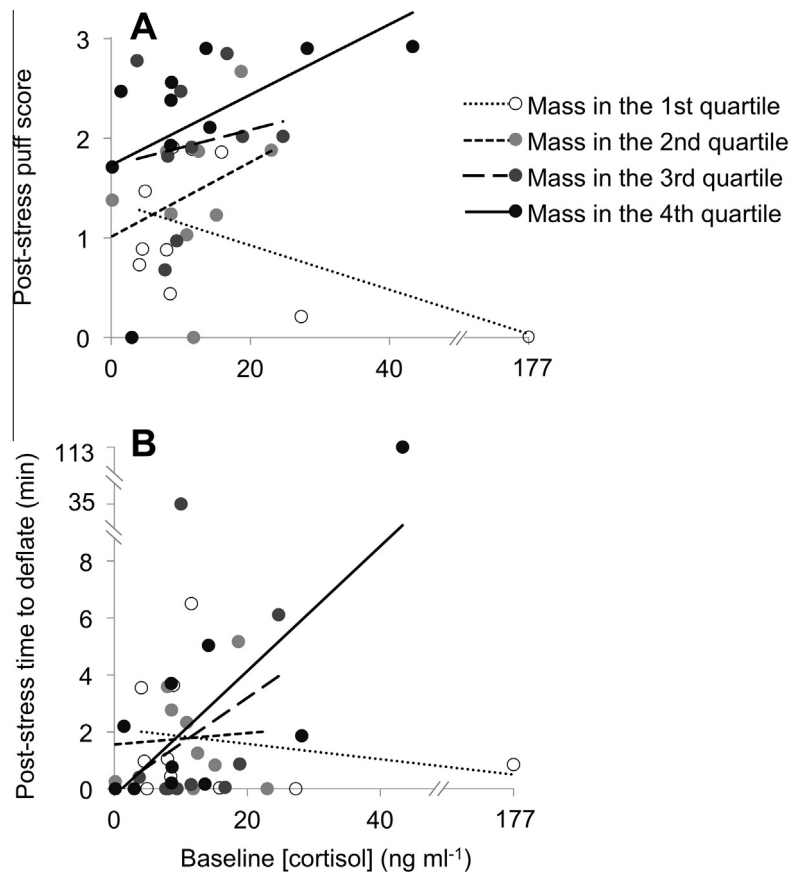 A
Post-stress puff score
3
2
1
0
0 20 40 177
Mass in the 1st quartile
Mass in the 2nd quartile
Mass in the 3rd quartile
Mass in the 4th quartile
B
Post-stress time to deflate (min)
113
35
8
6
4
2
0
0 20 40 177
Baseline [cortisol] (ng ml-1)